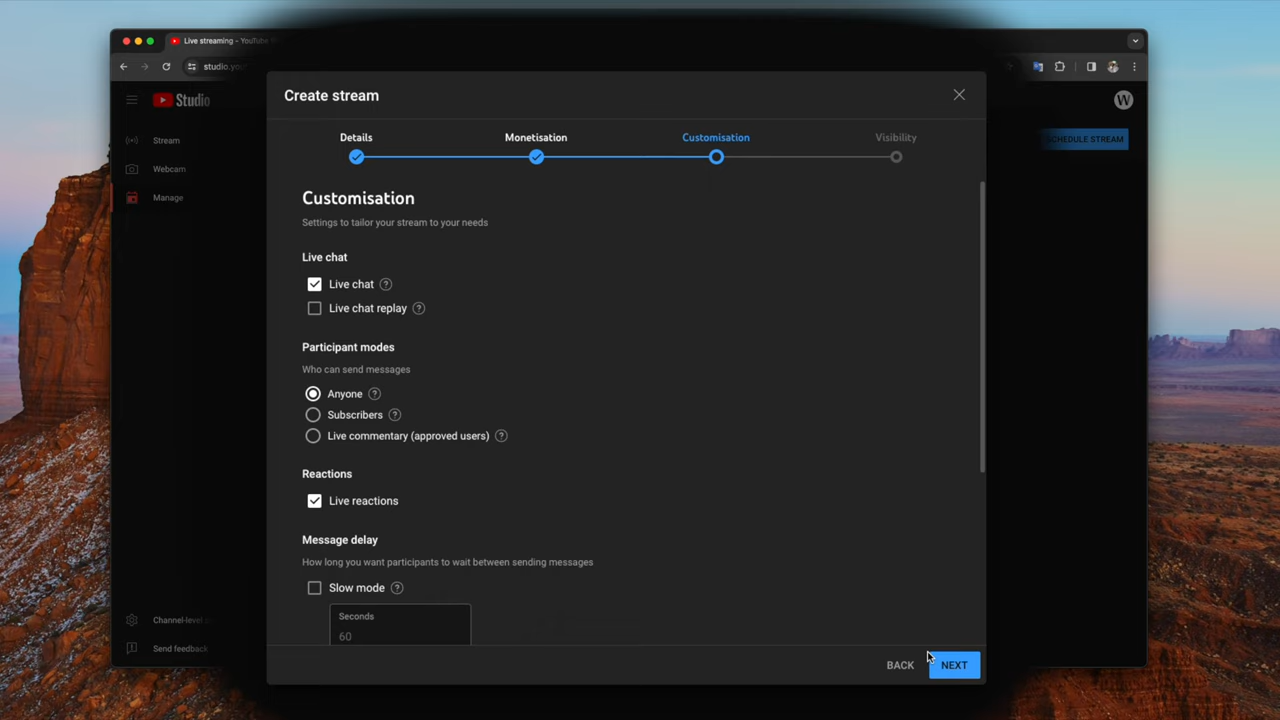 Live streaming – YouTube
studio.yo
Studio
W
Stream
Webcam
Manage
SCHEDULE STREAM
Channel-level
Send feedback
Create stream
Details
Monetisation
Customisation
Visibility
Customisation
Settings to tailor your stream to your needs
Live chat
Live chat ?
Live chat replay ?
Participant modes
Who can send messages
Anyone ?
Subscribers ?
Live commentary (approved users) ?
Reactions
Live reactions
Message delay
How long you want participants to wait between sending messages
Slow mode ?
Seconds
60
BACK
NEXT